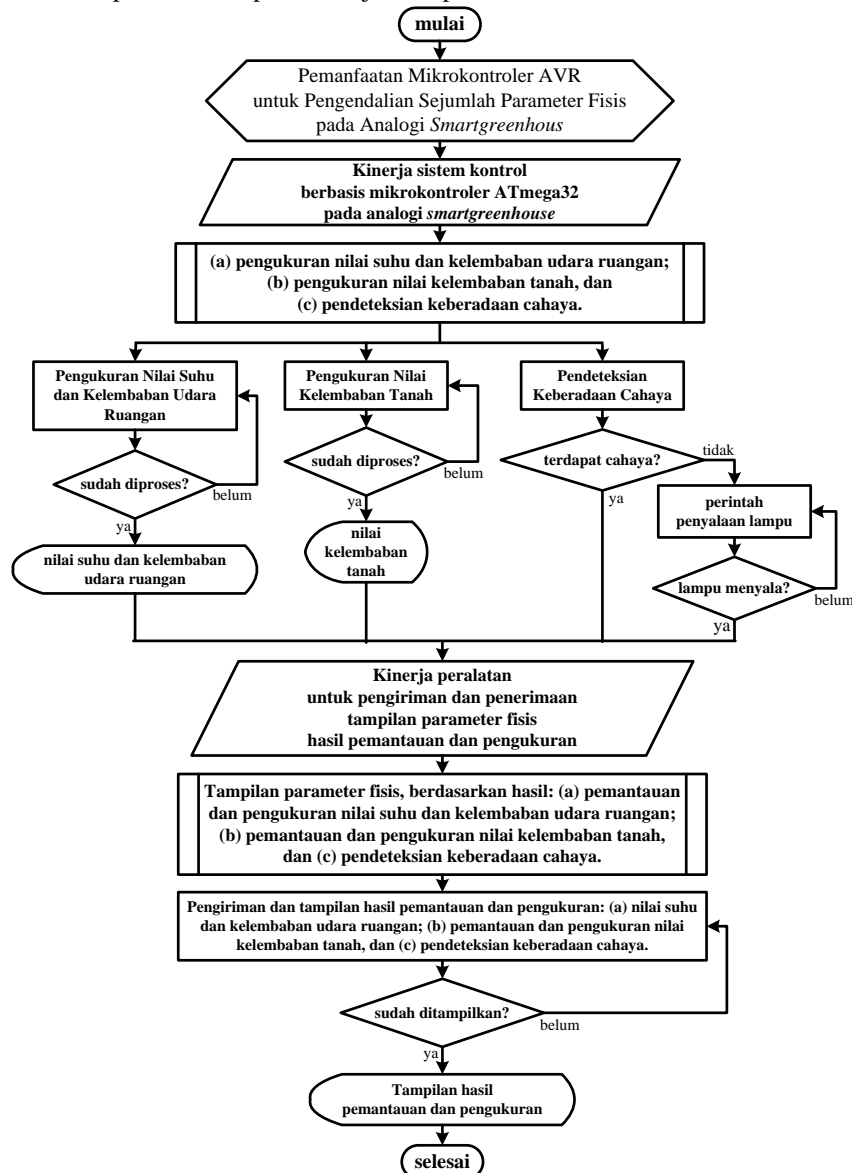 mulai
Pemanfaatan Mikrokontroler AVR
untuk Pengendalian Sejumlah Parameter Fisis
pada Analogi Smartgreenhous
Kinerja sistem kontrol
berbasis mikrokontroler ATmega32
pada analogi smartgreenhouse
(a) pengukuran nilai suhu dan kelembaban udara ruangan;
(b) pengukuran nilai kelembaban tanah, dan
(c) pendeteksian keberadaan cahaya.
Pengukuran Nilai Suhu
dan Kelembaban Udara
Ruangan
sudah diproses?
belum
ya
nilai suhu dan kelembaban
udara ruangan
Pengukuran Nilai
Kelembaban Tanah
sudah diproses?
belum
ya
nilai
kelembaban
tanah
Pendeteksian
Keberadaan Cahaya
terdapat cahaya?
tidak
ya
perintah
penyalaan lampu
lampu menyala?
belum
ya
Kinerja peralatan
untuk pengiriman dan penerimaan
tampilan parameter fisis
hasil pemantauan dan pengukuran
Tampilan parameter fisis, berdasarkan hasil: (a) pemantauan
dan pengukuran nilai suhu dan kelembaban udara ruangan;
(b) pemantauan dan pengukuran nilai kelembaban tanah,
dan (c) pendeteksian keberadaan cahaya.
Pengiriman dan tampilan hasil pemantauan dan pengukuran: (a) nilai suhu
dan kelembaban udara ruangan; (b) pemantauan dan pengukuran nilai
kelembaban tanah, dan (c) pendeteksian keberadaan cahaya.
sudah ditampilkan?
belum
ya
Tampilan hasil
pemantauan dan pengukuran
selesai